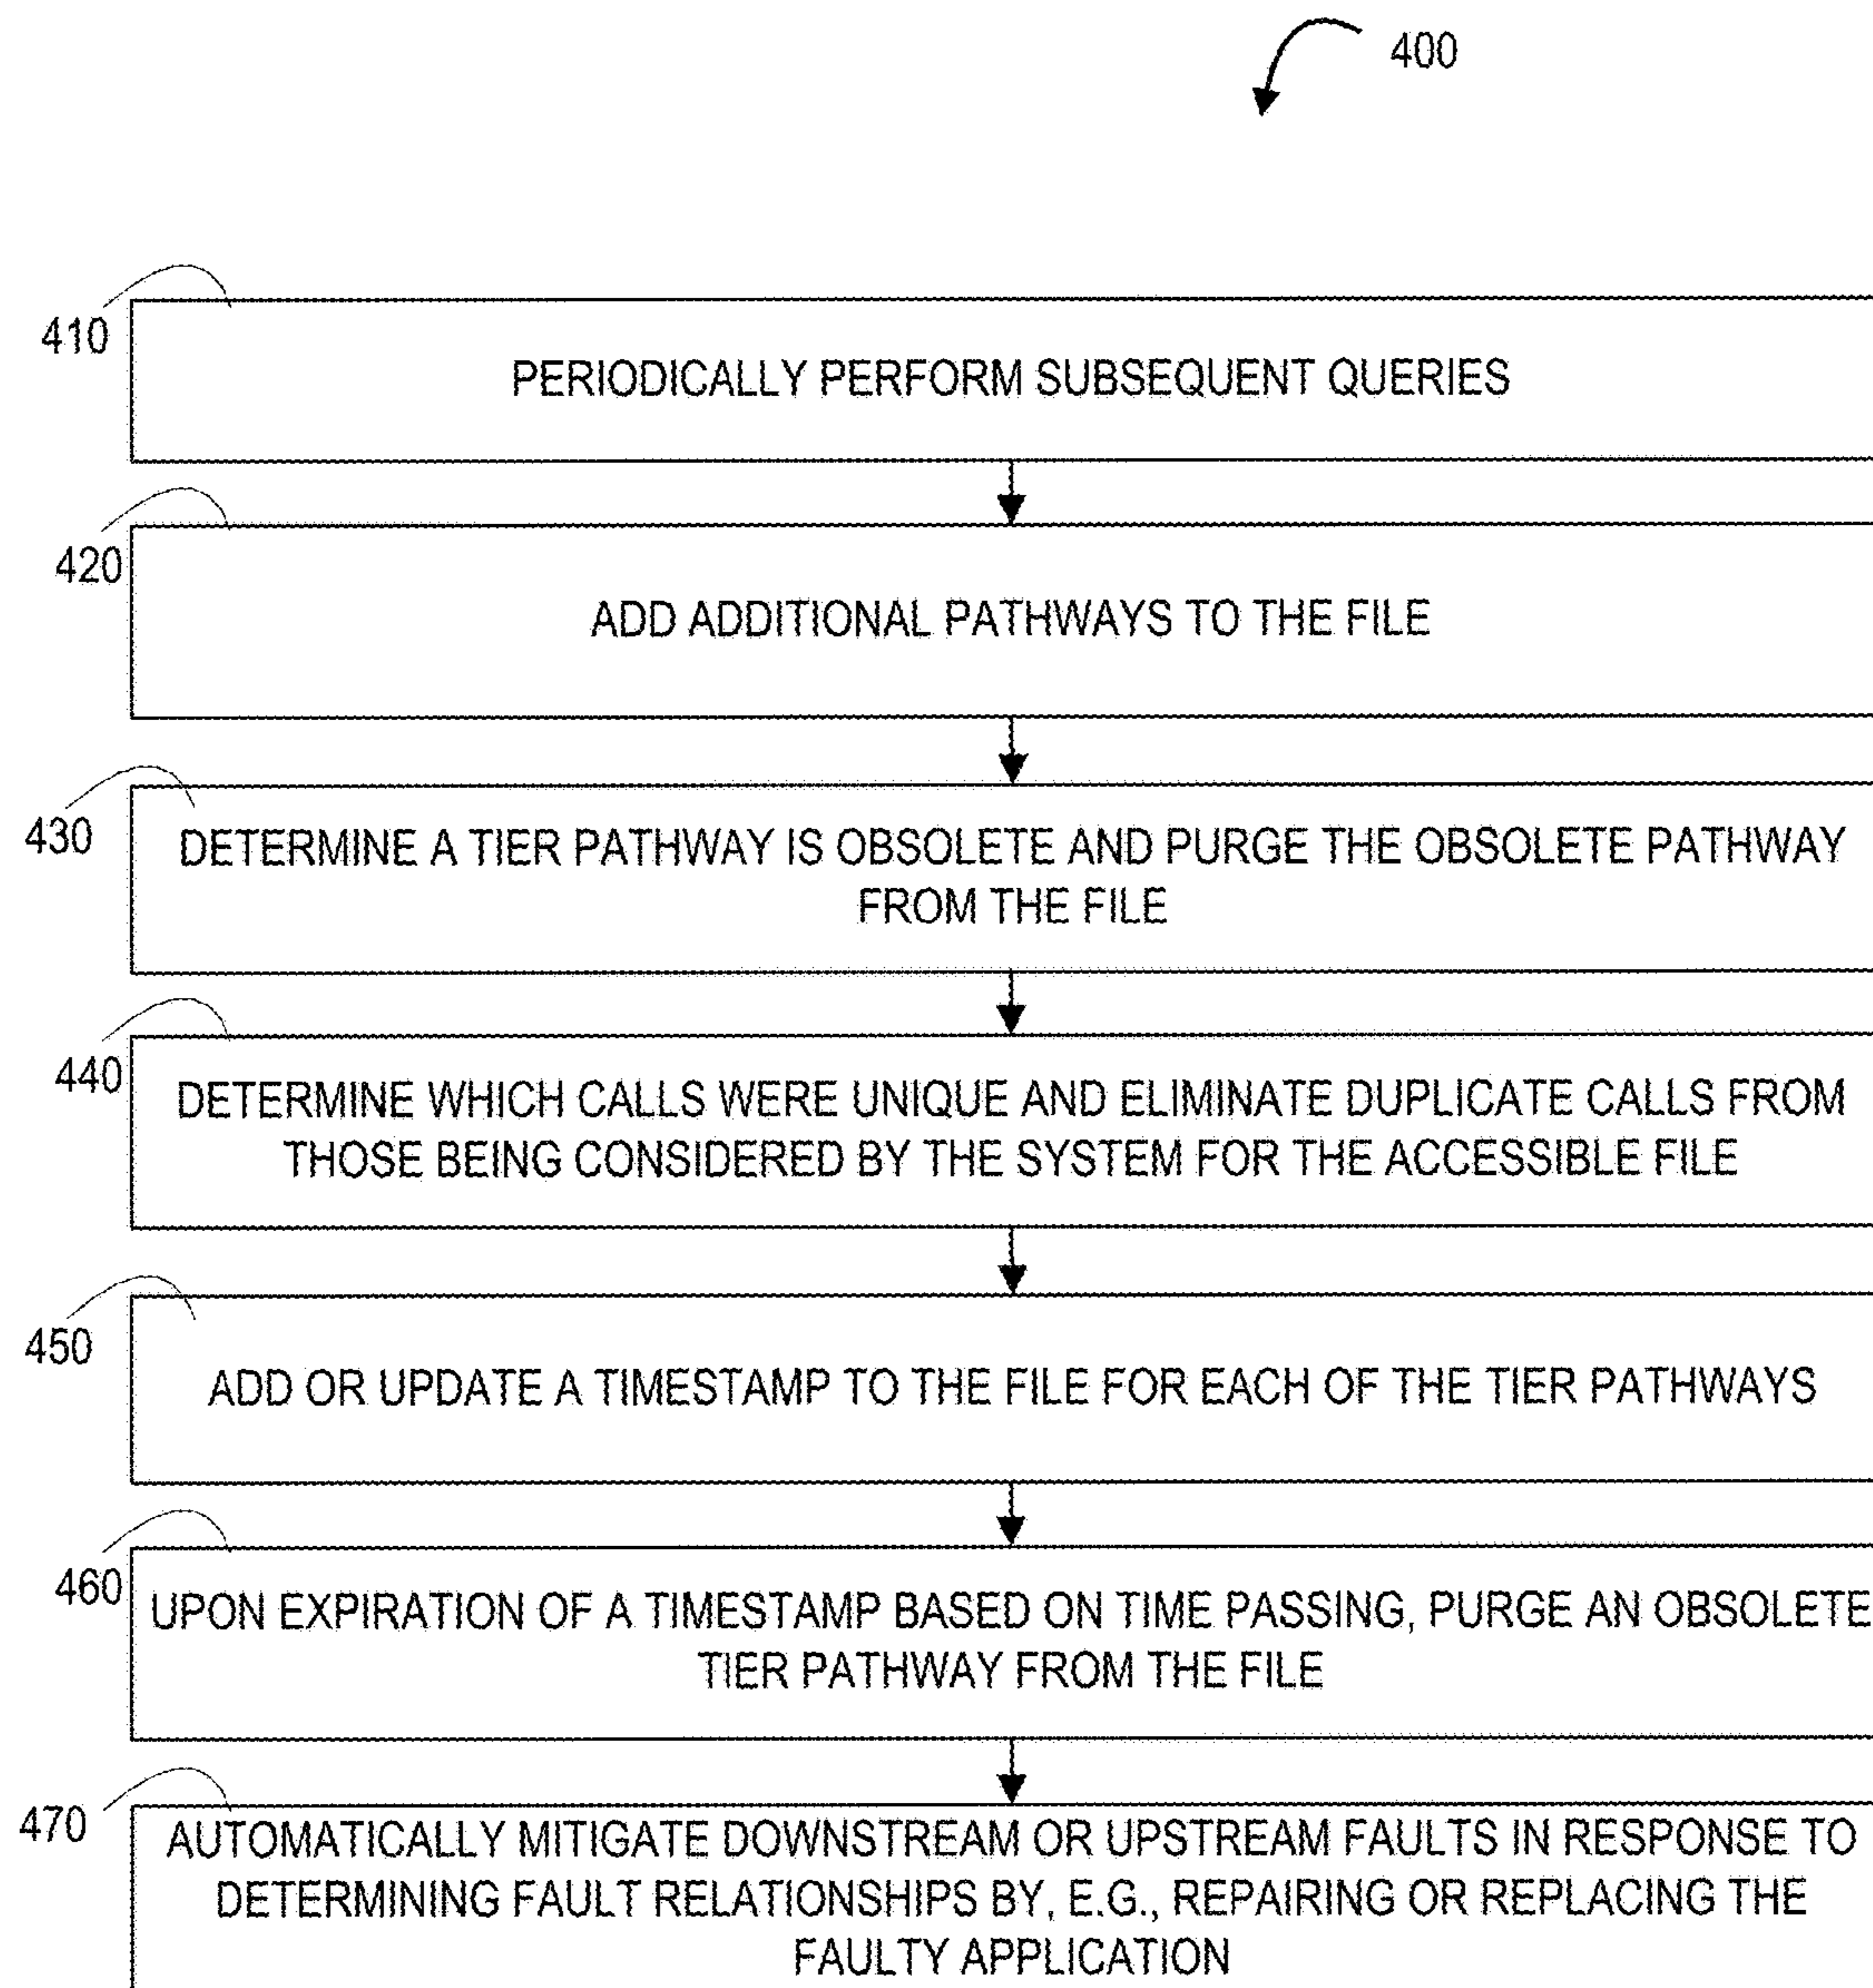 400
410
PERIODICALLY PERFORM SUBSEQUENT QUERIES
420
ADD ADDITIONAL PATHWAYS TO THE FILE
430
DETERMINE A TIER PATHWAY IS OBSOLETE AND PURGE THE OBSOLETE PATHWAY
FROM THE FILE
440
DETERMINE WHICH CALLS WERE UNIQUE AND ELIMINATE DUPLICATE CALLS FROM
THOSE BEING CONSIDERED BY THE SYSTEM FOR THE ACCESSIBLE FILE
450
ADD OR UPDATE A TIMESTAMP TO THE FILE FOR EACH OF THE TIER PATHWAYS
460
UPON EXPIRATION OF A TIMESTAMP BASED ON TIME PASSING, PURGE AN OBSOLETE
TIER PATHWAY FROM THE FILE
470
AUTOMATICALLY MITIGATE DOWNSTREAM OR UPSTREAM FAULTS IN RESPONSE TO
DETERMINING FAULT RELATIONSHIPS BY, E.G., REPAIRING OR REPLACING THE
FAULTY APPLICATION